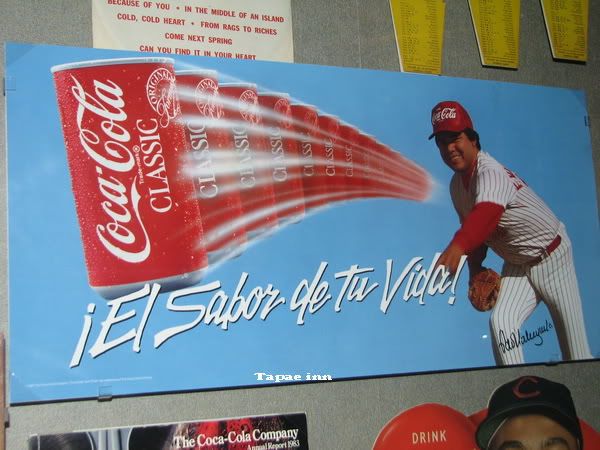 BECAUSE OF YOU • IN THE MIDDLE OF AN ISLAND
COLD, COLD HEART • FROM RAGS TO RICHES
COME NEXT SPRING
CAN YOU FIND IT IN YOUR HEART
Coca-Cola
CLASSIC
ORIGINAL
CLASSIC
CLASSIC
CLASSIC
Coca-Cola
¡El Sabor de tu Vida!
Tapae inn
The Coca-Cola Company
Annual Report 1983
DRINK
C